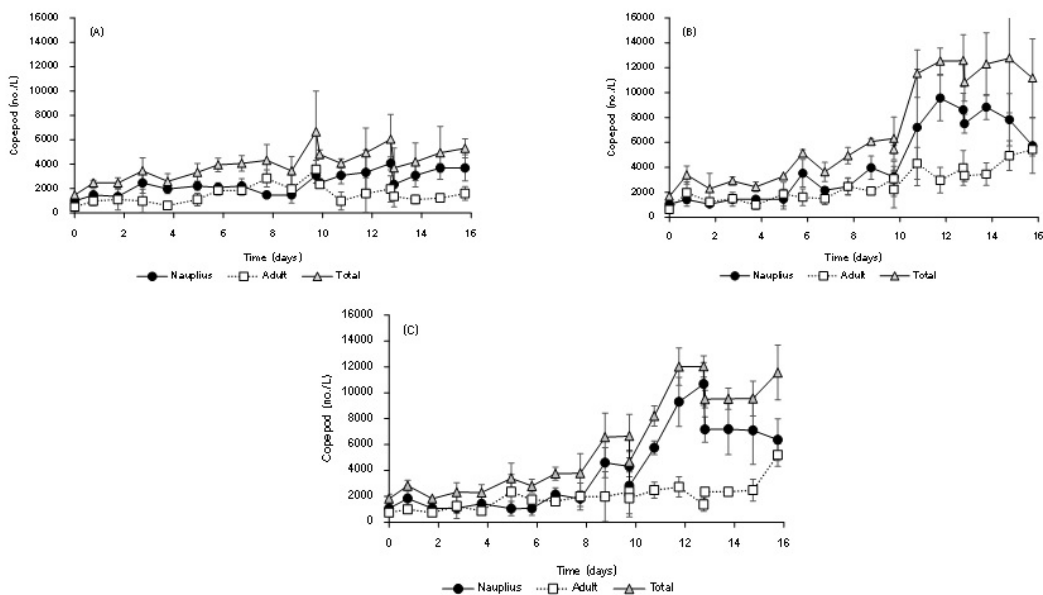 (A)
16000
14000
12000
10000
8000
6000
4000
2000
0
Copepod (no./L)
0 2 4 6 8 10 12 14 16
Time (days)
Nauplius Adult Total
(B)
16000
14000
12000
10000
8000
6000
4000
2000
0
Copepod (no./L)
0 2 4 6 8 10 12 14 16
Time (days)
Nauplius Adult Total
(C)
16000
14000
12000
10000
8000
6000
4000
2000
0
Copepod (no./L)
0 2 4 6 8 10 12 14 16
Time (days)
Nauplius Adult Total